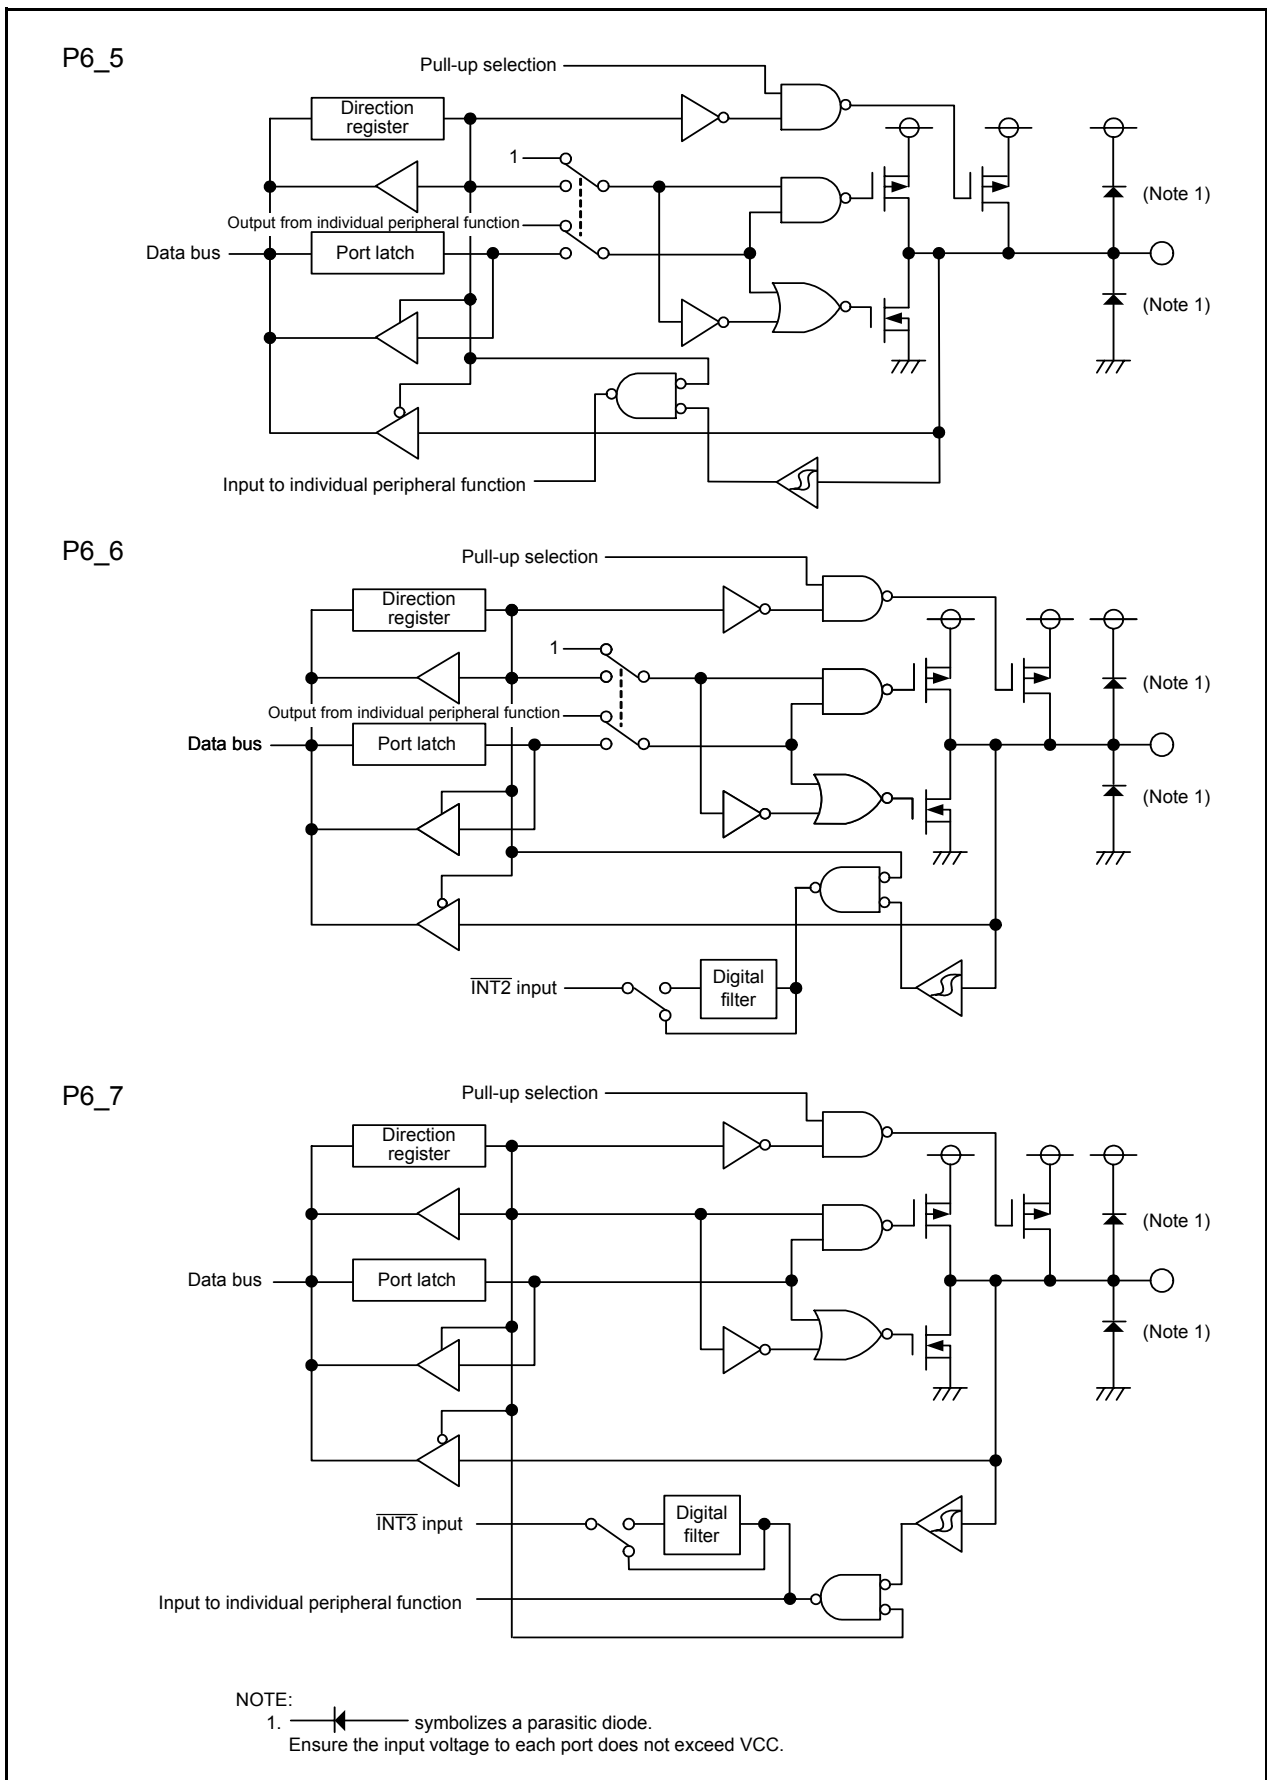 P6_5
Pull-up selection
Direction
register
1
(Note 1)
Output from individual peripheral function
Data bus
Port latch
(Note 1)
Input to individual peripheral function
P6_6
Pull-up selection
Direction
register
1
(Note 1)
Output from individual peripheral function
Data bus
Port latch
(Note 1)
INT2 input
Digital
filter
P6_7
Pull-up selection
Direction
register
(Note 1)
Data bus
Port latch
(Note 1)
INT3 input
Digital
filter
Input to individual peripheral function
NOTE:
1. symbolizes a parasitic diode.
Ensure the input voltage to each port does not exceed VCC.